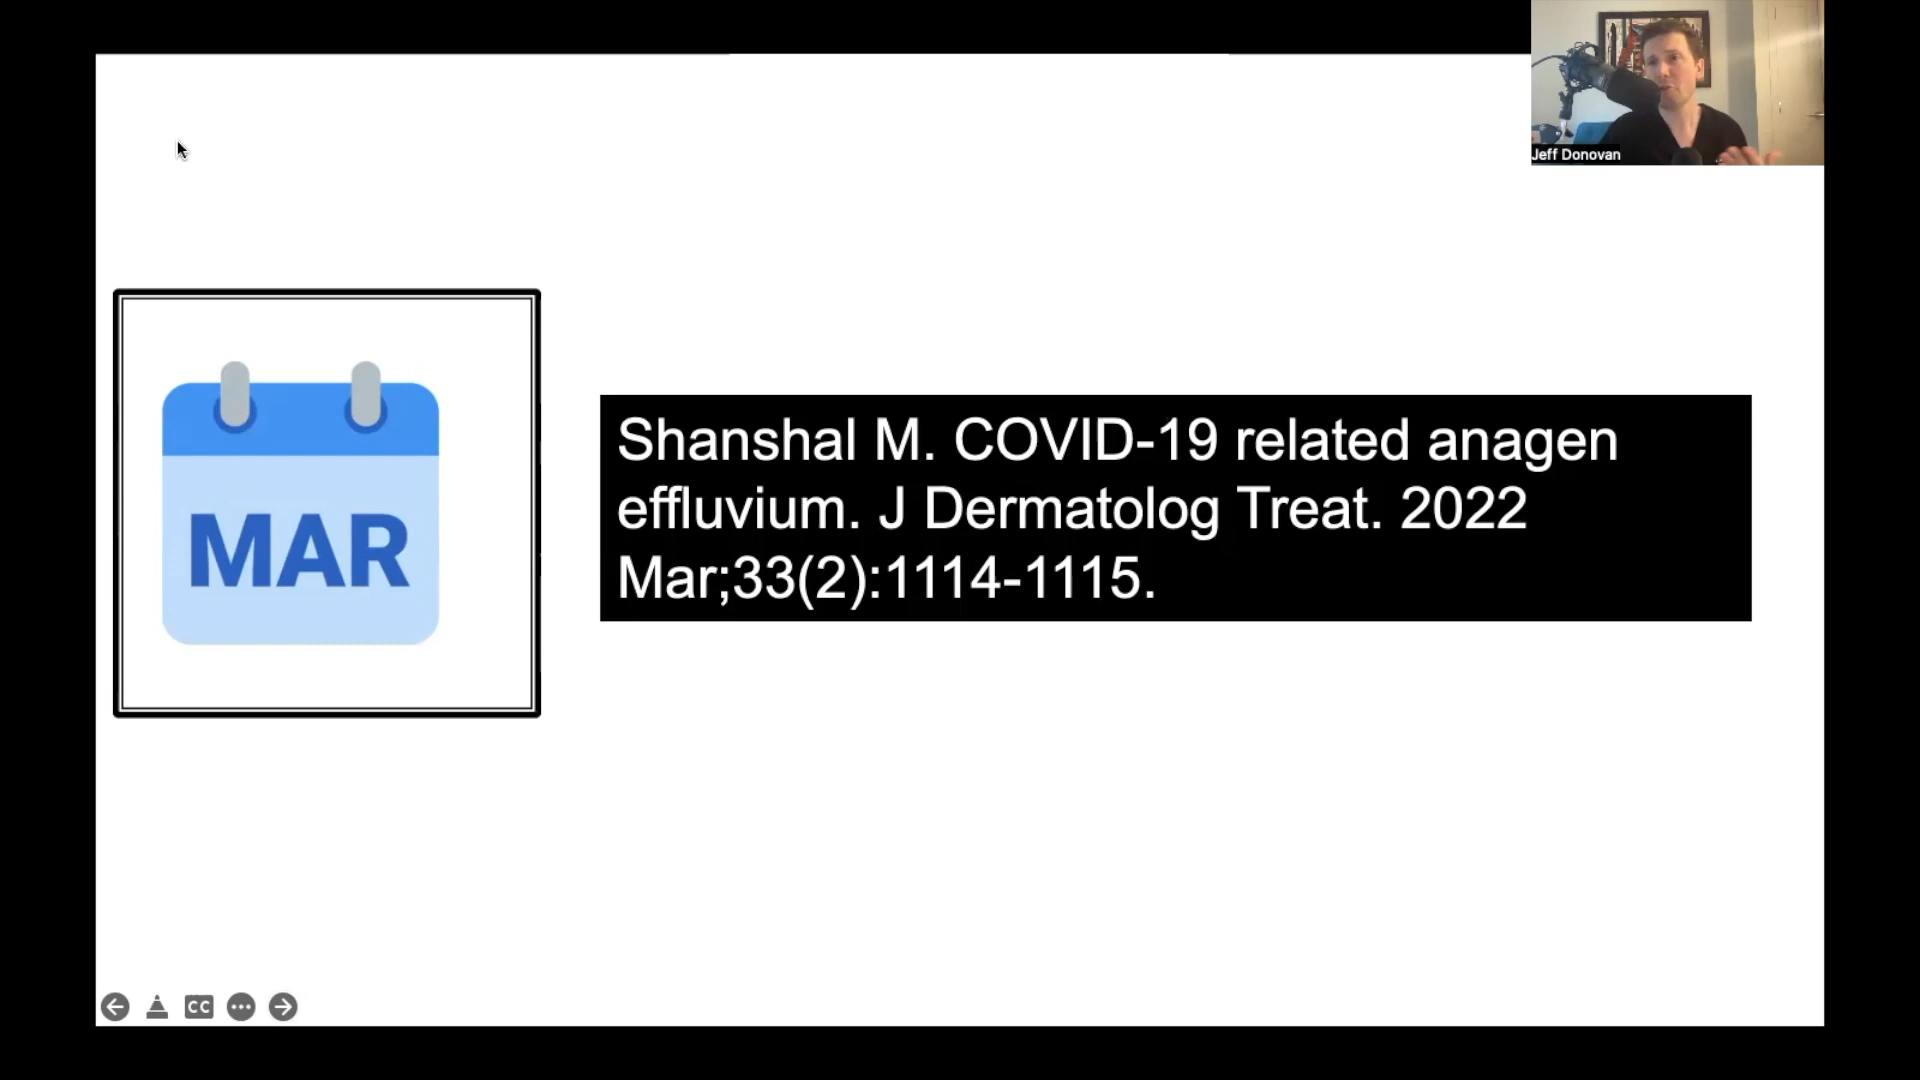 Jeff Donovan
MAR
Shanshal M. COVID-19 related anagen
effluvium. J Dermatolog Treat. 2022
Mar;33(2):1114-1115.
CC